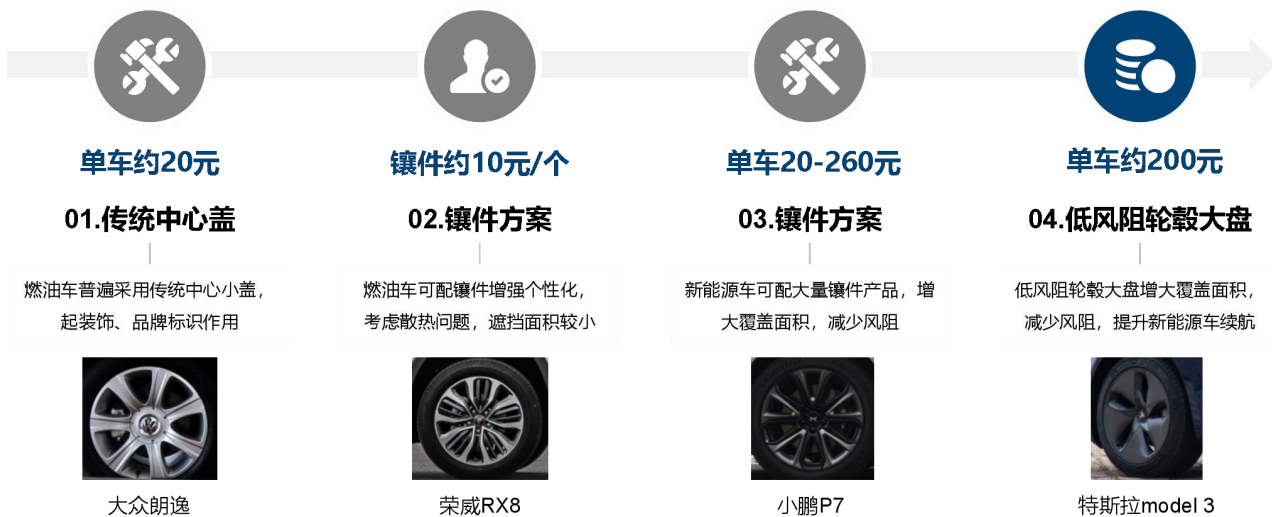 单车约20元
镶件约10元/个
单车20-260元
单车约200元
01.传统中心盖
02.镶件方案
03.镶件方案
04.低风阻轮毂大盘
燃油车普遍采用传统中心小盖，
起装饰、品牌标识作用
燃油车可配镶件增强个性化，
考虑散热问题，遮挡面积较小
新能源车可配大量镶件产品，增
大覆盖面积，减少风阻
低风阻轮毂大盘增大覆盖面积，
减少风阻，提升新能源车续航
大众朗逸
荣威RX8
小鹏P7
特斯拉model 3